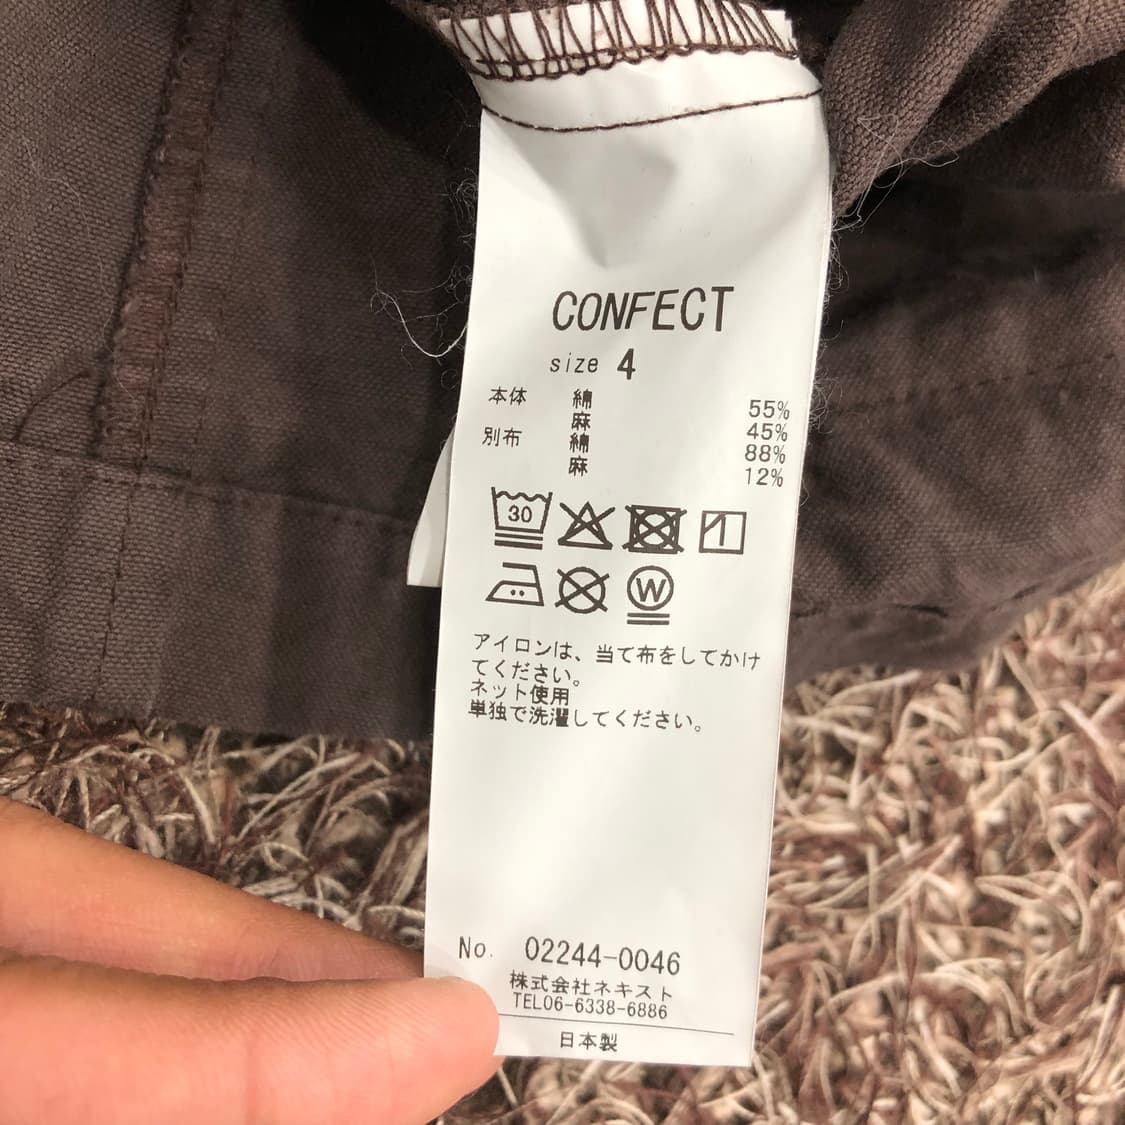 CONFECT
size 4
本体 綿 55%
麻 45%
別布 綿 88%
麻 12%
30
W
アイロンは、当て布をしてかけ
てください。
ネット使用
単独で洗濯してください。
No. 02244-0046
株式会社ネキスト
TEL06-6338-6886
日本製